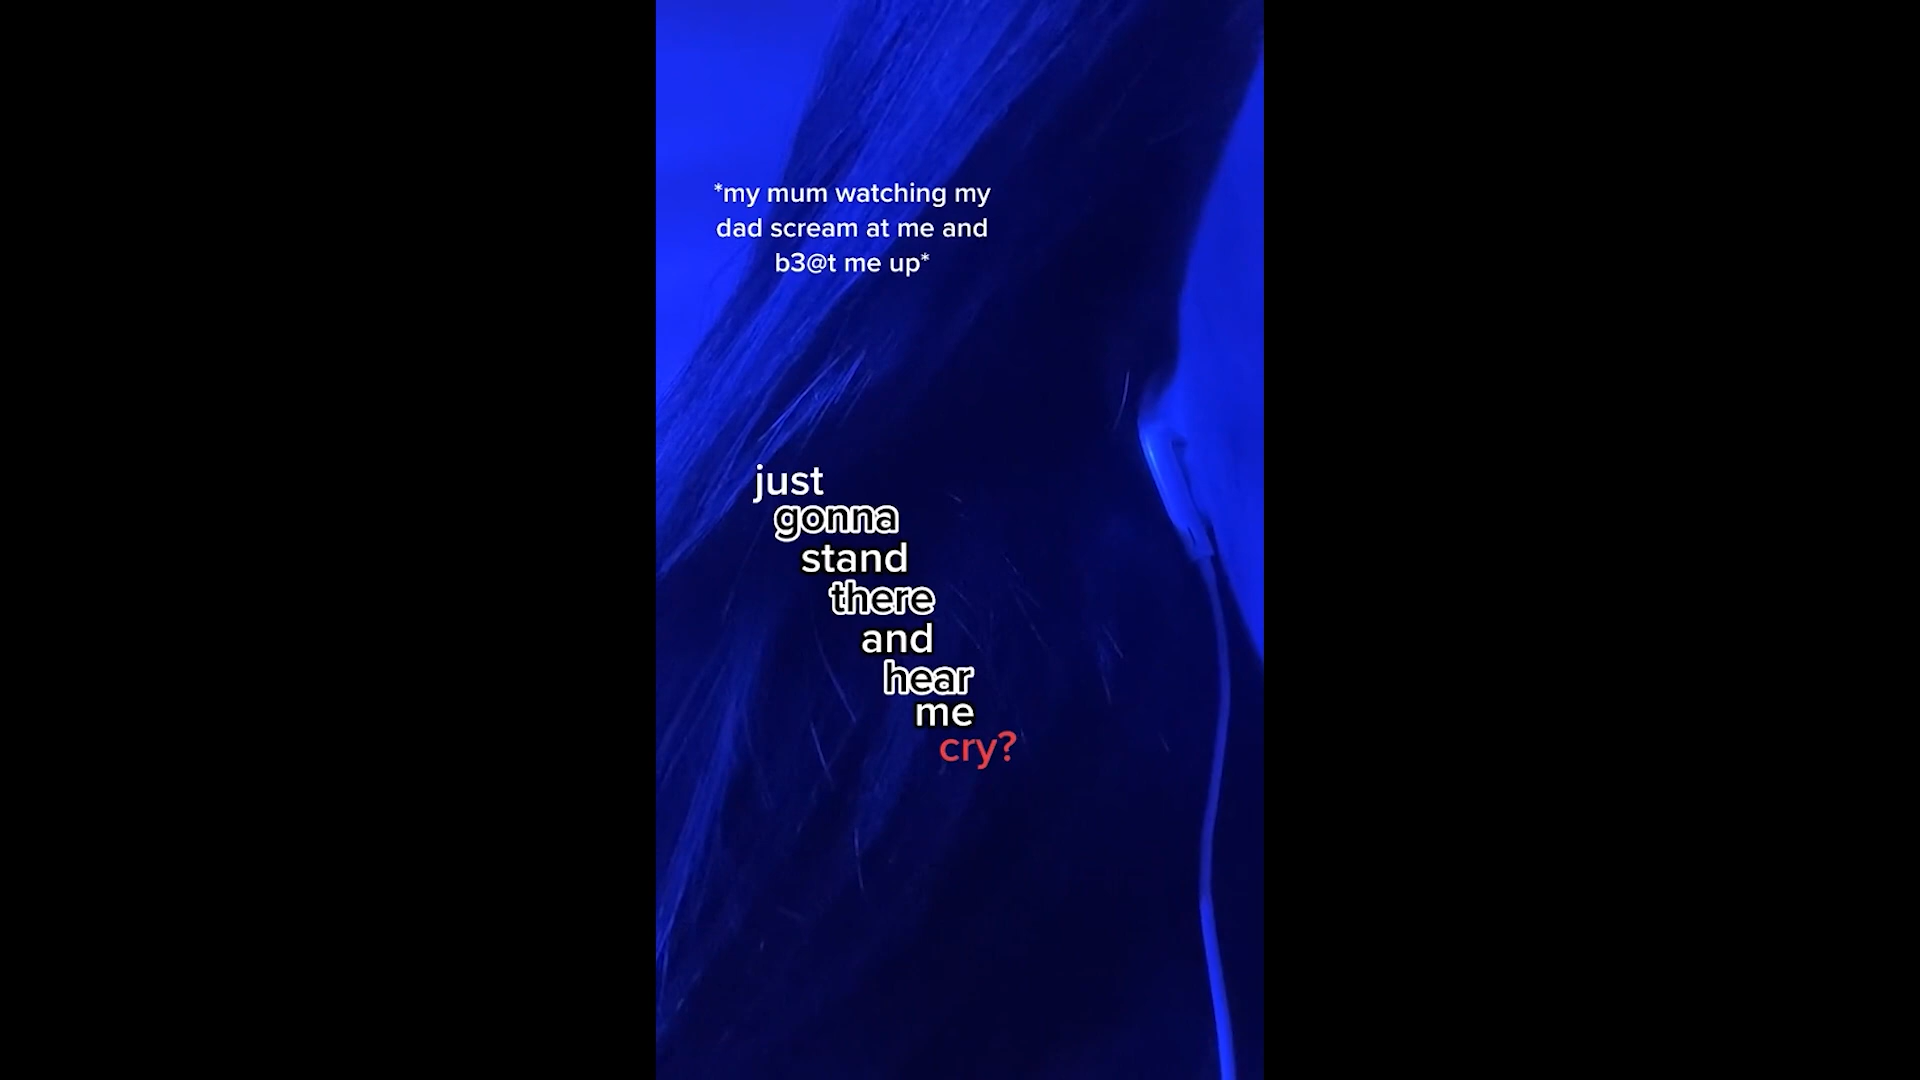 *my mum watching my
dad scream at me and
b3@t me up*
just
gonna
stand
there
and
hear
me
cry?